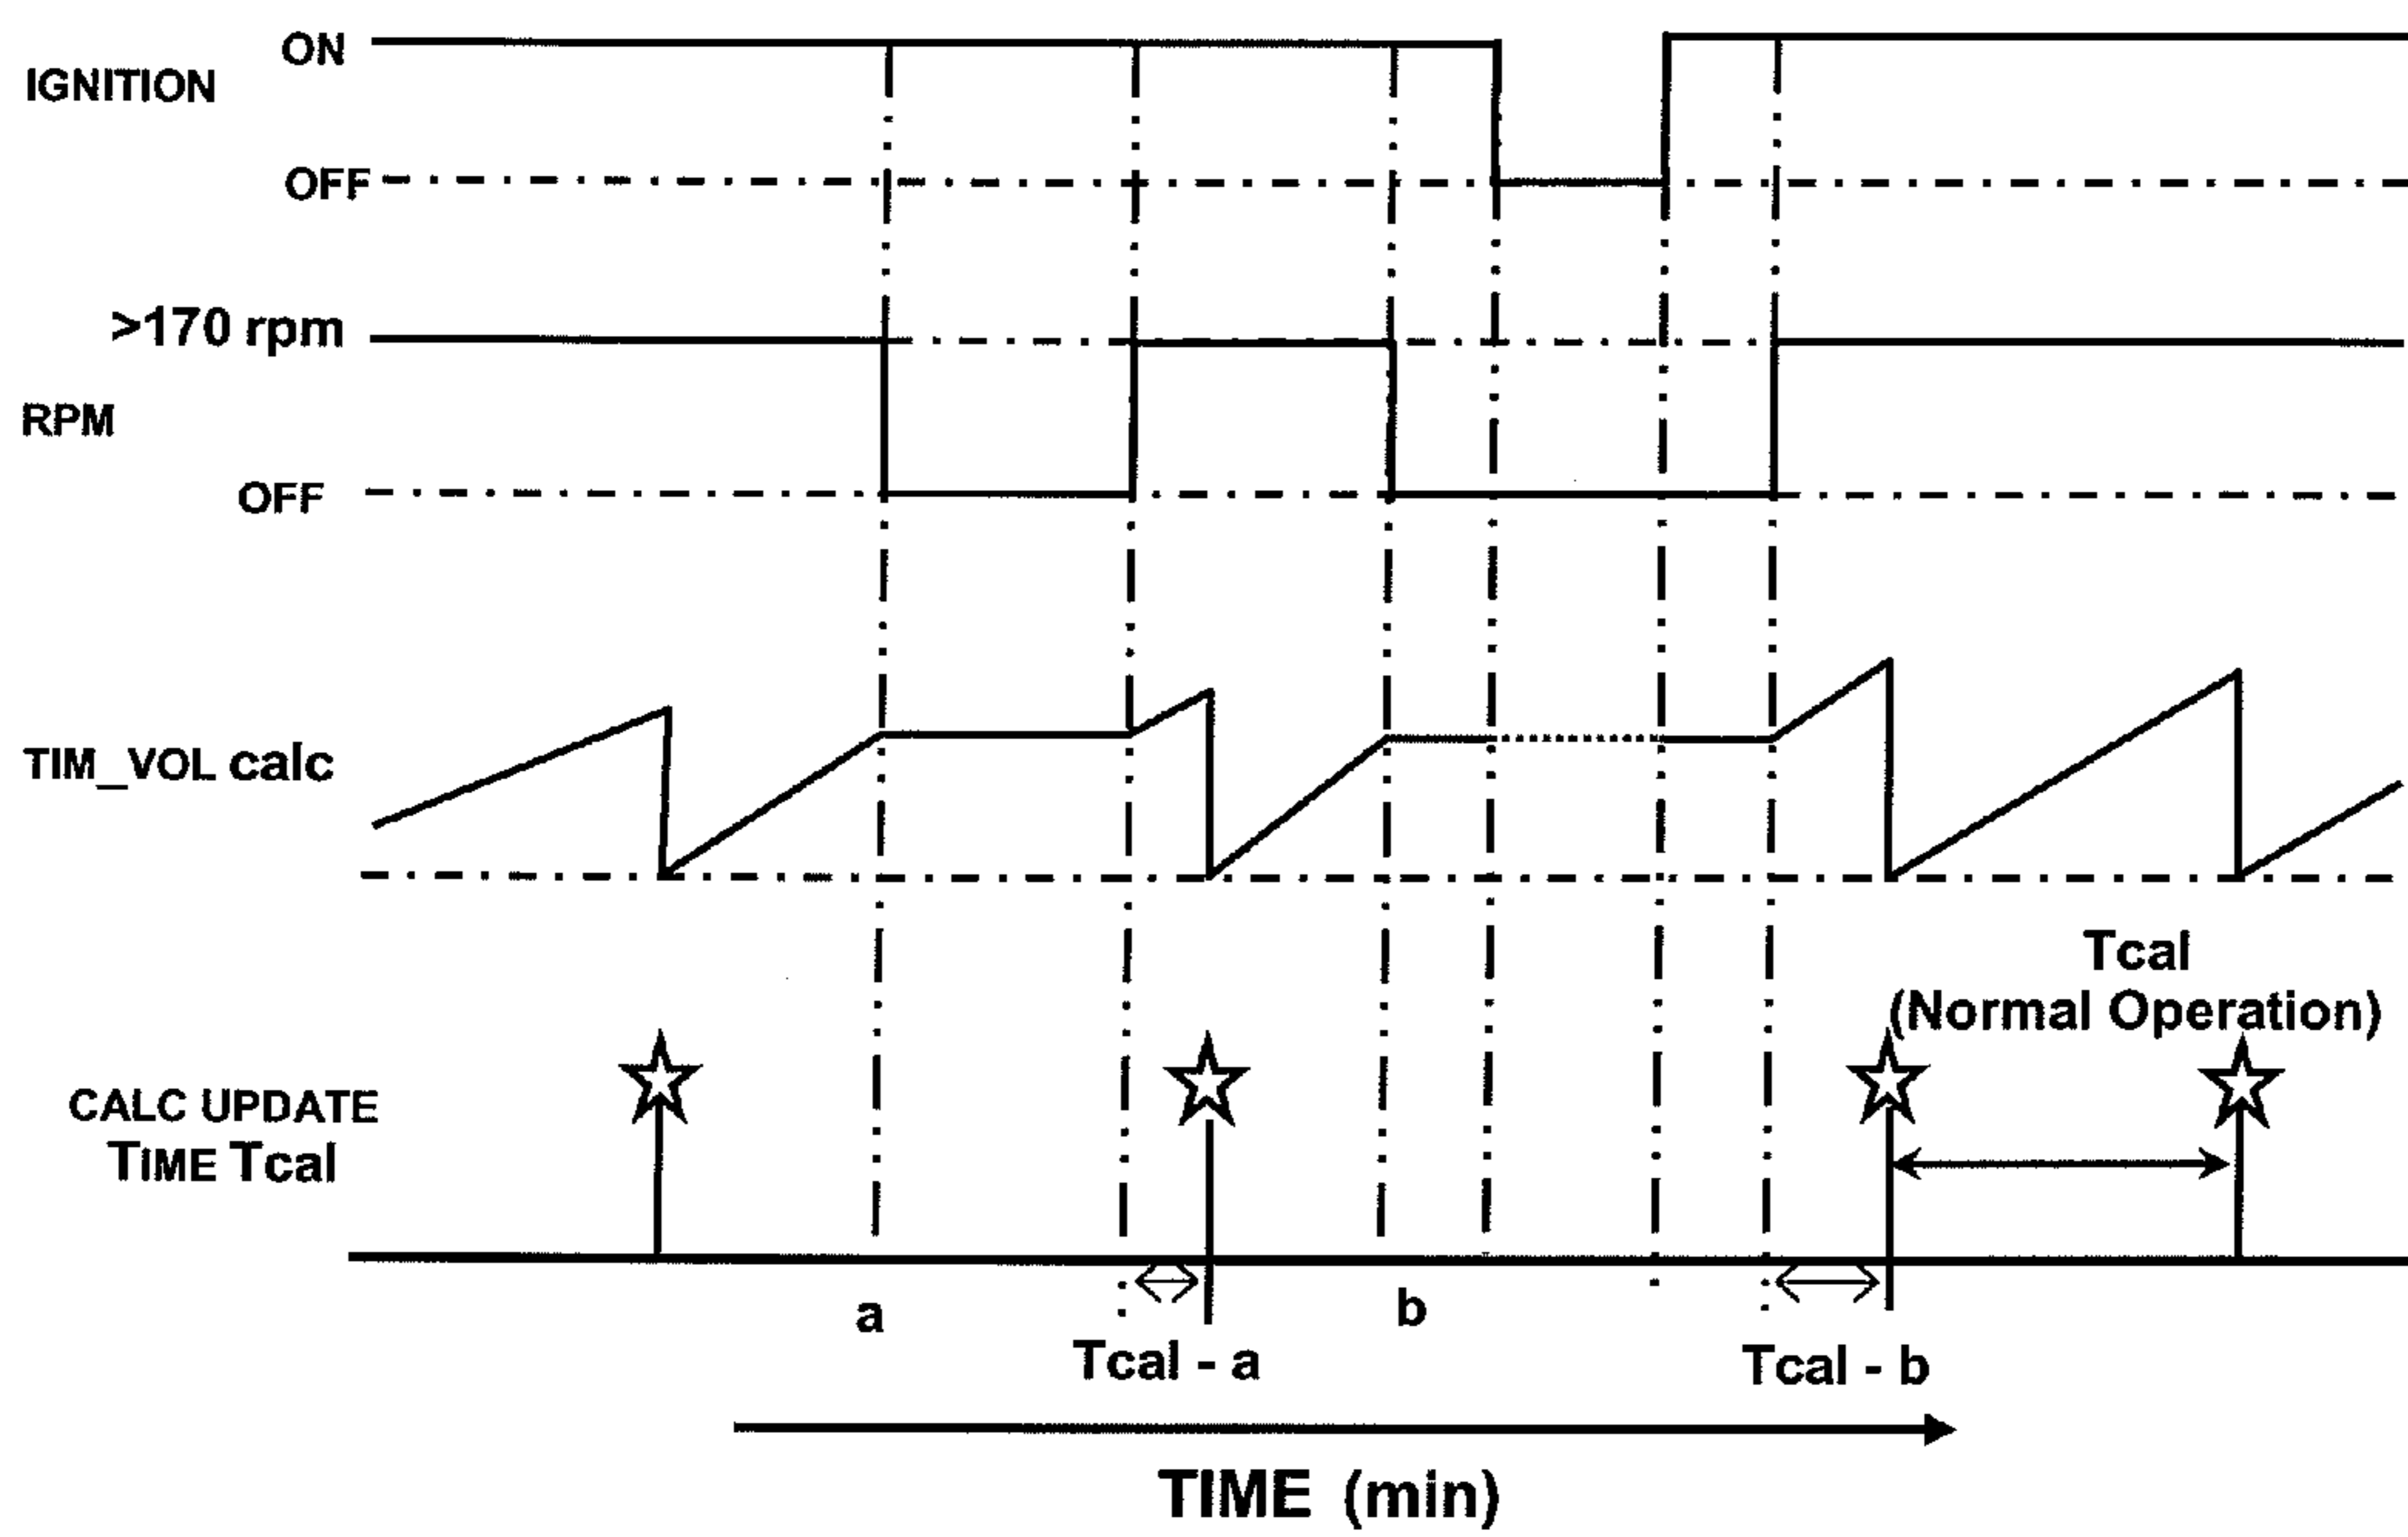 ON
IGNITION
OFF
>170 rpm
RPM
OFF
TIM_VOL calc
Tcal
(Normal Operation)
CALC UPDATE
TIME Tcal
a
b
Tcal - a
Tcal - b
TIME (min)